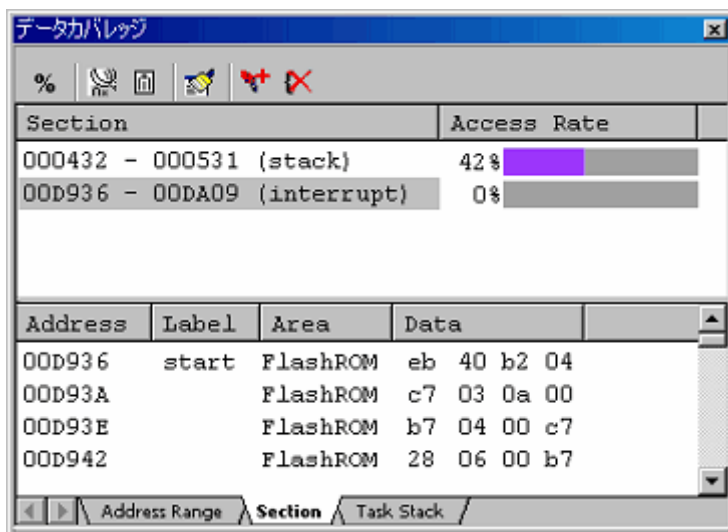 データカバレッジ
%
Section Access Rate
000432 - 000531 (stack) 42%
00D936 - 00DA09 (interrupt) 0%
Address Label Area Data
00D936 start FlashROM eb 40 b2 04
00D93A FlashROM c7 03 0a 00
00D93E FlashROM b7 04 00 c7
00D942 FlashROM 28 06 00 b7
Address Range Section Task Stack